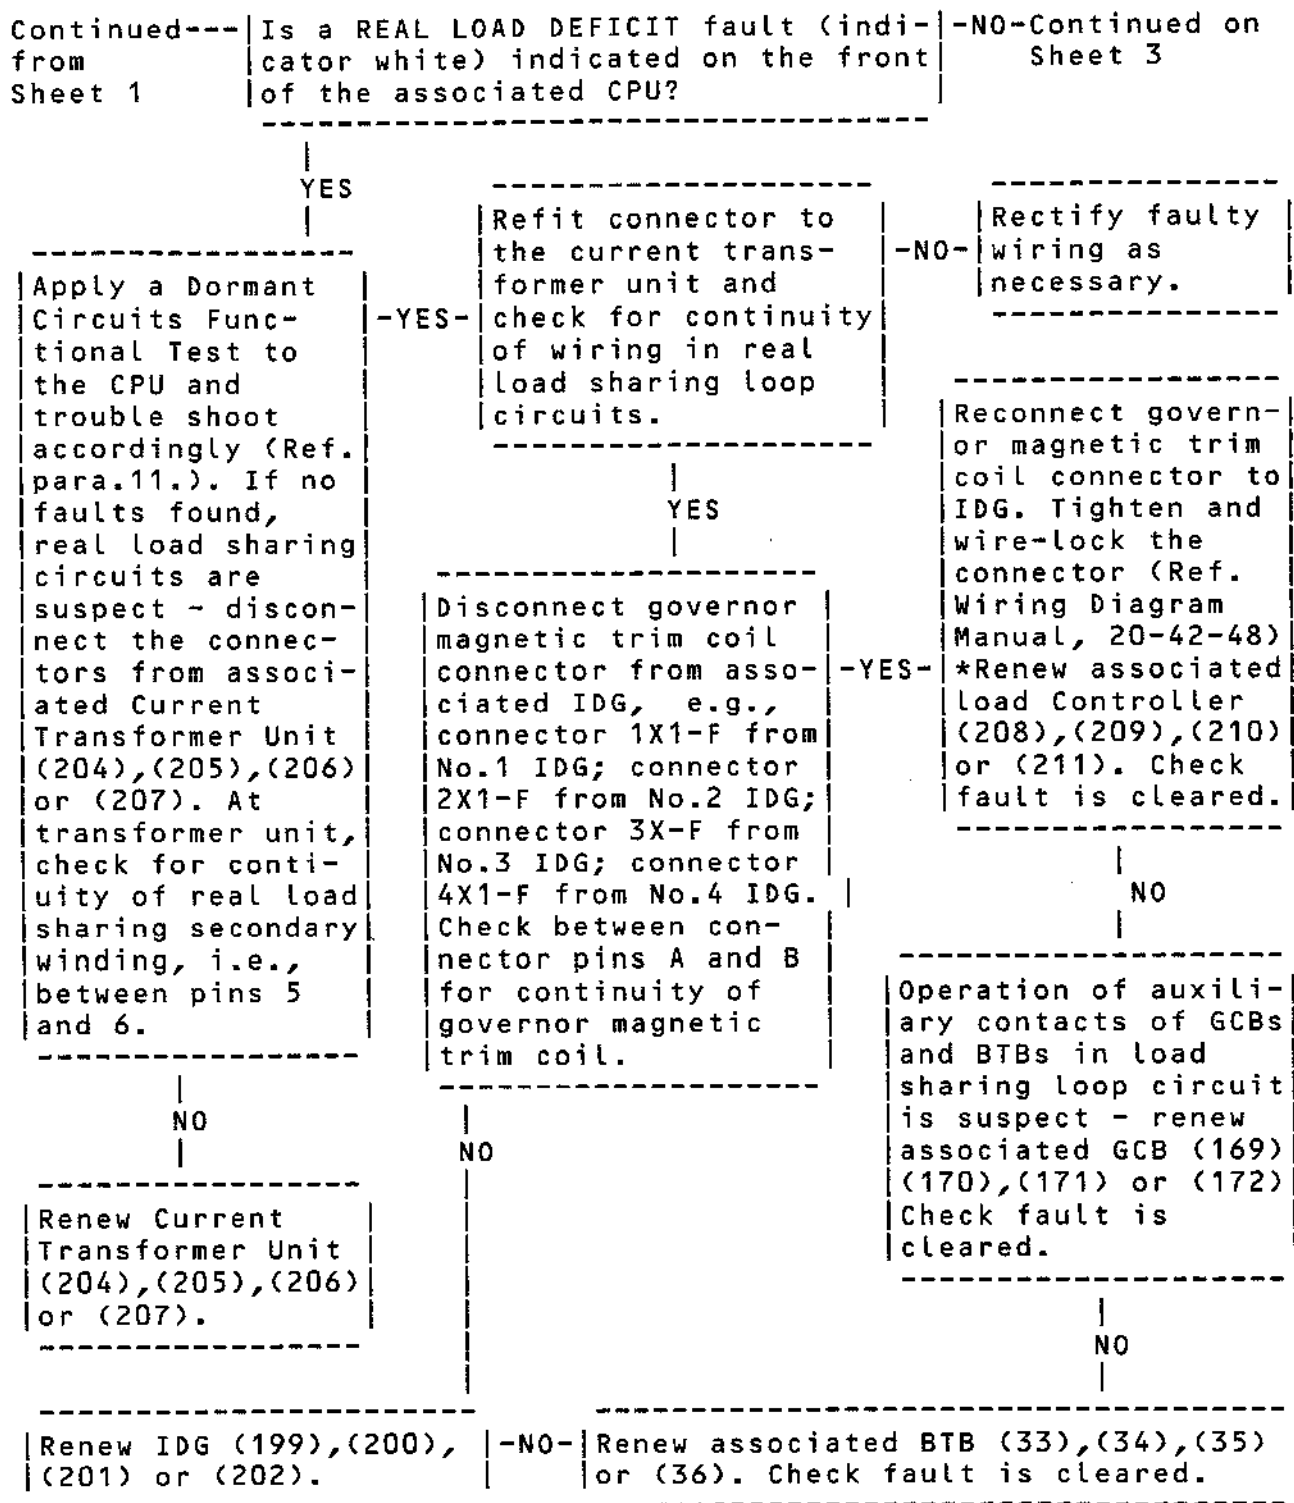 Continued---|Is a REAL LOAD DEFICIT fault (indi-|-NO-Continued on
from |cator white) indicated on the front| Sheet 3
Sheet 1 |of the associated CPU? |
YES
Apply a Dormant
Circuits Func-
tional Test to
the CPU and
trouble shoot
accordingly (Ref.
para.11.). If no
faults found,
real load sharing
circuits are
suspect - discon-
nect the connec-
tors from associ-
ated Current
Transformer Unit
(204),(205),(206)
or (207). At
transformer unit,
check for conti-
nuity of real load
sharing secondary
winding, i.e.,
between pins 5
and 6.
-YES-
Refit connector to
the current trans-
former unit and
check for continuity
of wiring in real
load sharing loop
circuits.
-NO-
Rectify faulty
wiring as
necessary.
YES
Disconnect governor
magnetic trim coil
connector from asso-
ciated IDG, e.g.,
connector 1X1-F from
No.1 IDG; connector
2X1-F from No.2 IDG;
connector 3X-F from
No.3 IDG; connector
4X1-F from No.4 IDG.
Check between con-
nector pins A and B
for continuity of
governor magnetic
trim coil.
-YES-
Reconnect govern-
or magnetic trim
coil connector to
IDG. Tighten and
wire-lock the
connector (Ref.
Wiring Diagram
Manual, 20-42-48)
*Renew associated
Load Controller
(208),(209),(210)
or (211). Check
fault is cleared.
NO
Operation of auxili-
ary contacts of GCBs
and BTBs in load
sharing loop circuit
is suspect - renew
associated GCB (169)
(170),(171) or (172)
Check fault is
cleared.
NO
Renew Current
Transformer Unit
(204),(205),(206)
or (207).
NO
NO
Renew IDG (199),(200),
(201) or (202).
-NO-
Renew associated BTB (33),(34),(35)
or (36). Check fault is cleared.